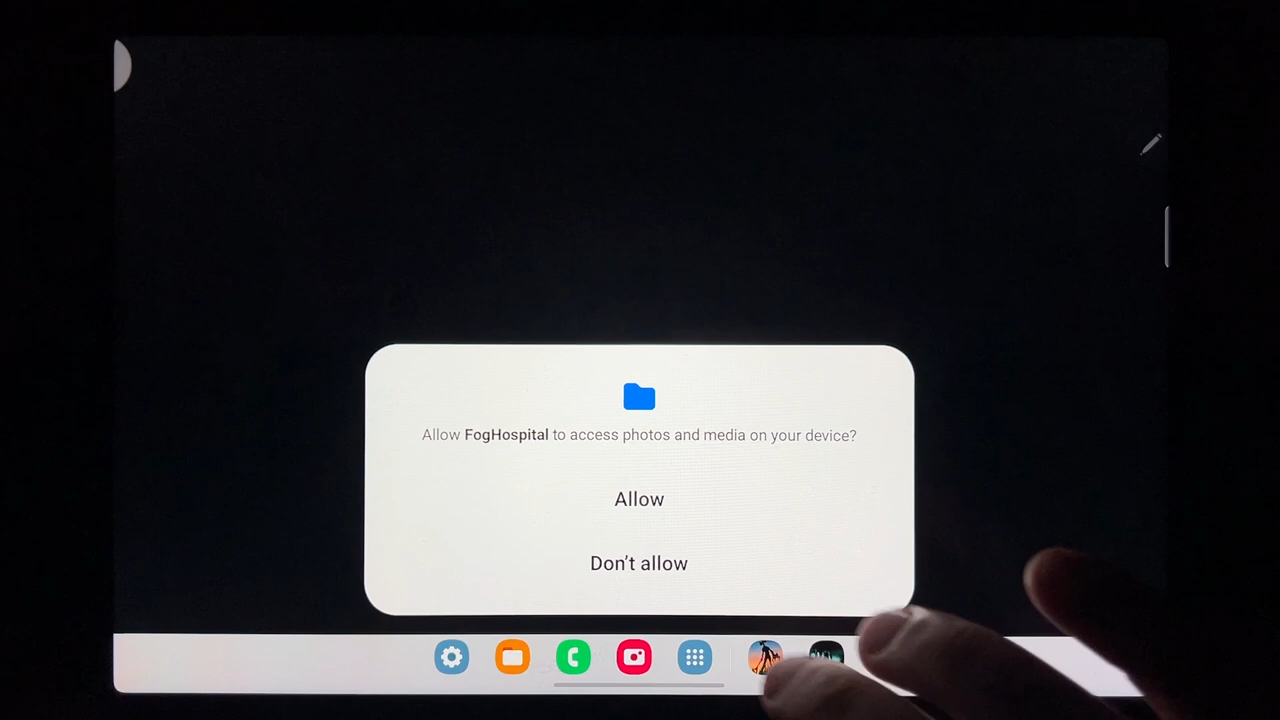 Allow FogHospital to access photos and media on your device?
Allow
Don’t allow